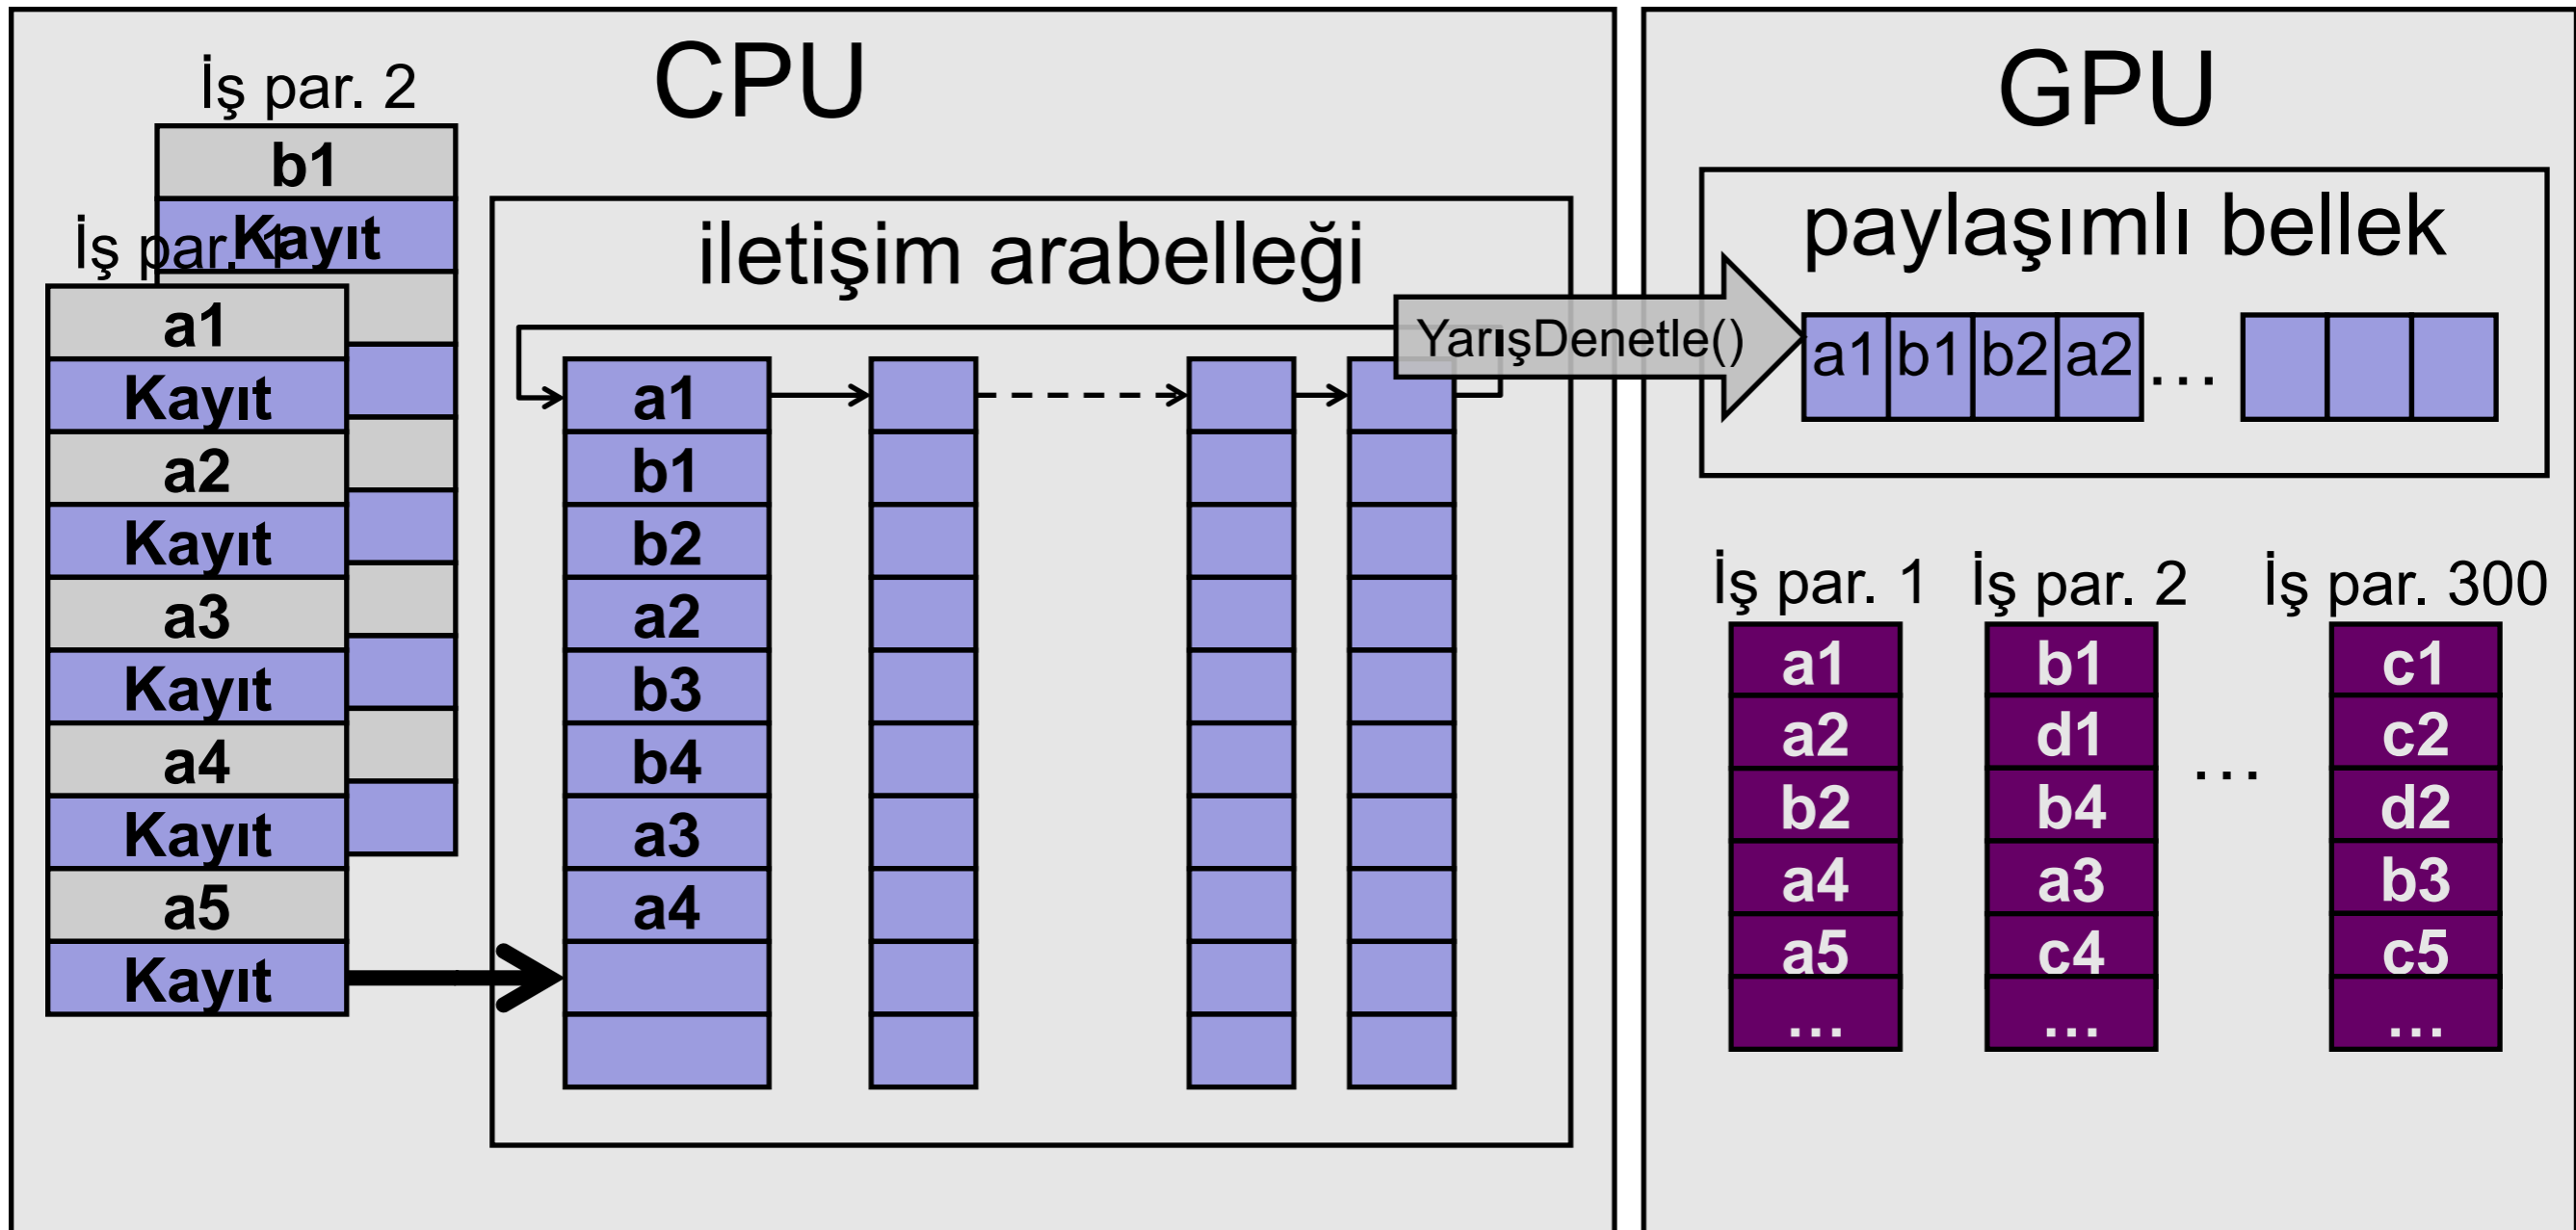 CPU
İş par. 2
b1
Kayıt
İş par. 1
a1
Kayıt
a2
Kayıt
a3
Kayıt
a4
Kayıt
a5
Kayıt
iletişim arabelleği
a1
b1
b2
a2
b3
b4
a3
a4
YarışDenetle()
GPU
paylaşımlı bellek
a1 b1 b2 a2 ...
İş par. 1 İş par. 2 İş par. 300
a1 b1 c1
a2 d1 ... c2
b2 b4 d2
a4 a3 b3
a5 c4 c5
... ... ...